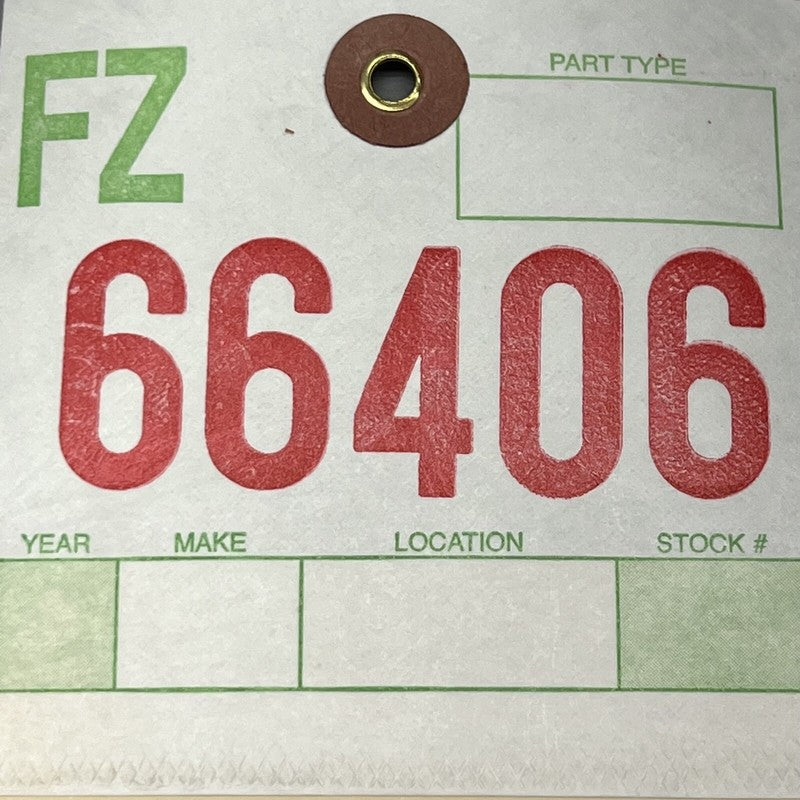 FZ
PART TYPE
66406
YEAR MAKE LOCATION STOCK #